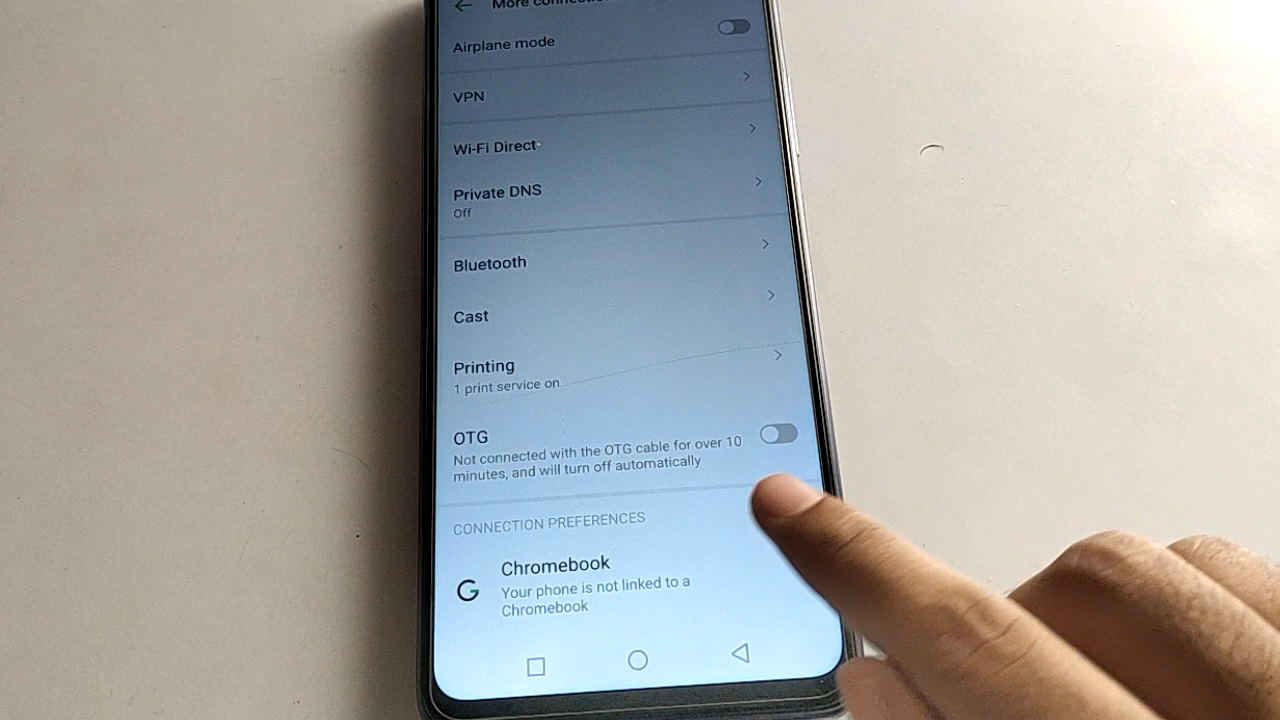 More
Airplane mode
VPN
Wi-Fi Direct
Private DNS
Off
Bluetooth
Cast
Printing
1 print service on
OTG
Not connected with the OTG cable for over 10
minutes, and will turn off automatically
CONNECTION PREFERENCES
G
Chromebook
Your phone is not linked to a
Chromebook